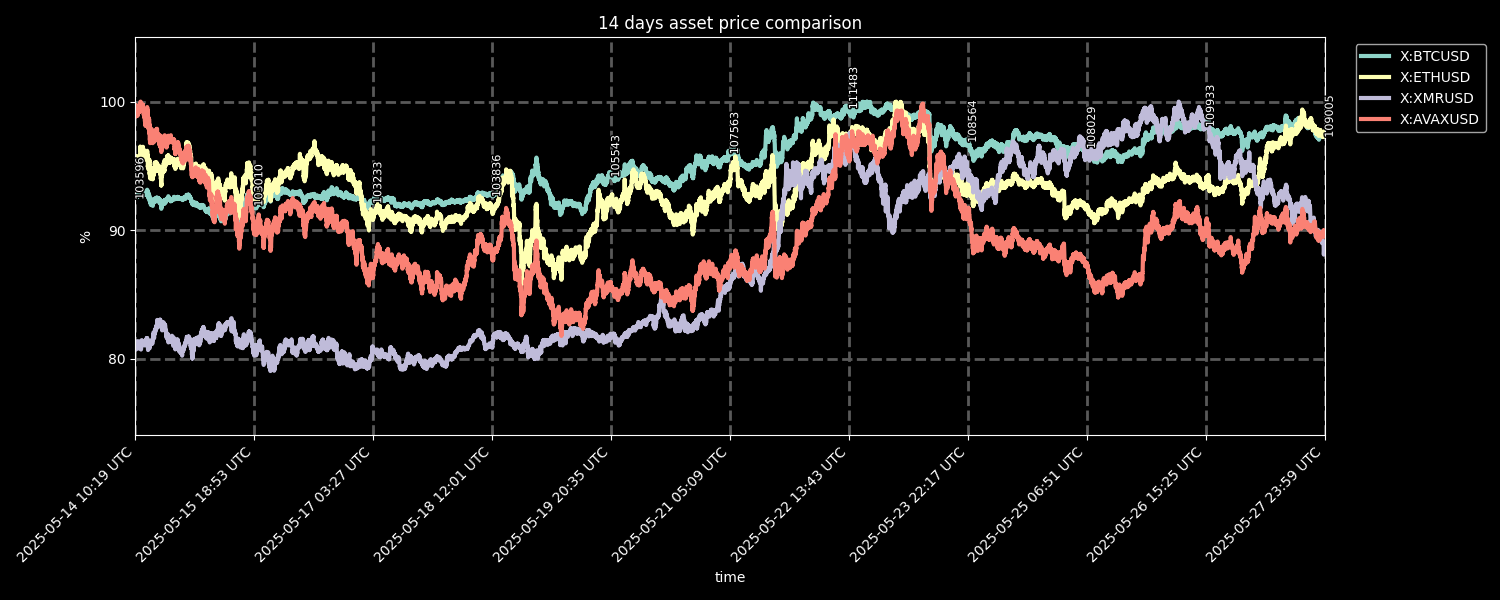 14 days asset price comparison
X:BTCUSD
X:ETHUSD
X:XMRUSD
X:AVAXUSD
100
90
80
%
103596
103010
103233
103836
105543
107563
111483
108564
108029
109933
109005
2025-05-14 10:19 UTC
2025-05-15 18:53 UTC
2025-05-17 03:27 UTC
2025-05-18 12:01 UTC
2025-05-19 20:35 UTC
2025-05-21 05:09 UTC
2025-05-22 13:43 UTC
2025-05-23 22:17 UTC
2025-05-25 06:51 UTC
2025-05-26 15:25 UTC
2025-05-27 23:59 UTC
time